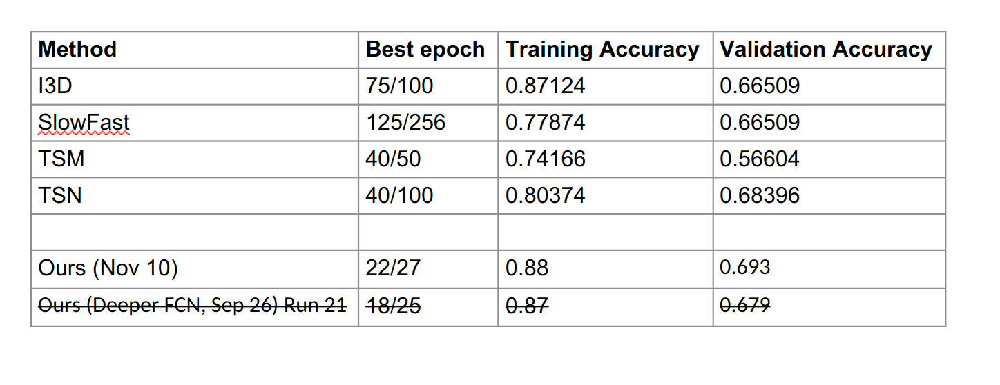 Method Best epoch Training Accuracy Validation Accuracy
I3D 75/100 0.87124 0.66509
SlowFast 125/256 0.77874 0.66509
TSM 40/50 0.74166 0.56604
TSN 40/100 0.80374 0.68396
Ours (Nov 10) 22/27 0.88 0.693
Ours (Deeper FCN, Sep 26) Run 21 18/25 0.87 0.679